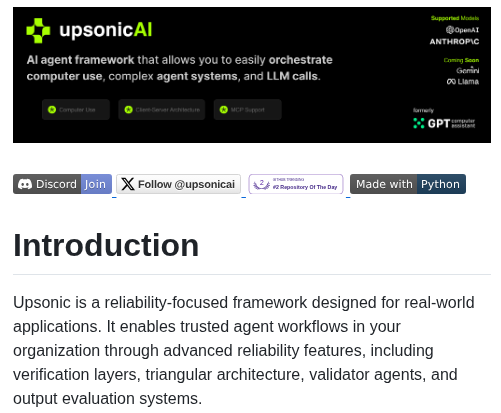 Supported Models
upsonicAI
OpenAI
ANTHROP\C
AI agent framework that allows you to easily orchestrate
computer use, complex agent systems, and LLM calls.
Coming Soon
Gemini
Llama
Computer Use
Client-Server Architecture
MCP Support
formerly
GPT computer
assistant
Discord Join
Follow @upsonicai
2 GITHUB TRENDING
#2 Repository Of The Day
Made with Python
Introduction
Upsonic is a reliability-focused framework designed for real-world
applications. It enables trusted agent workflows in your
organization through advanced reliability features, including
verification layers, triangular architecture, validator agents, and
output evaluation systems.